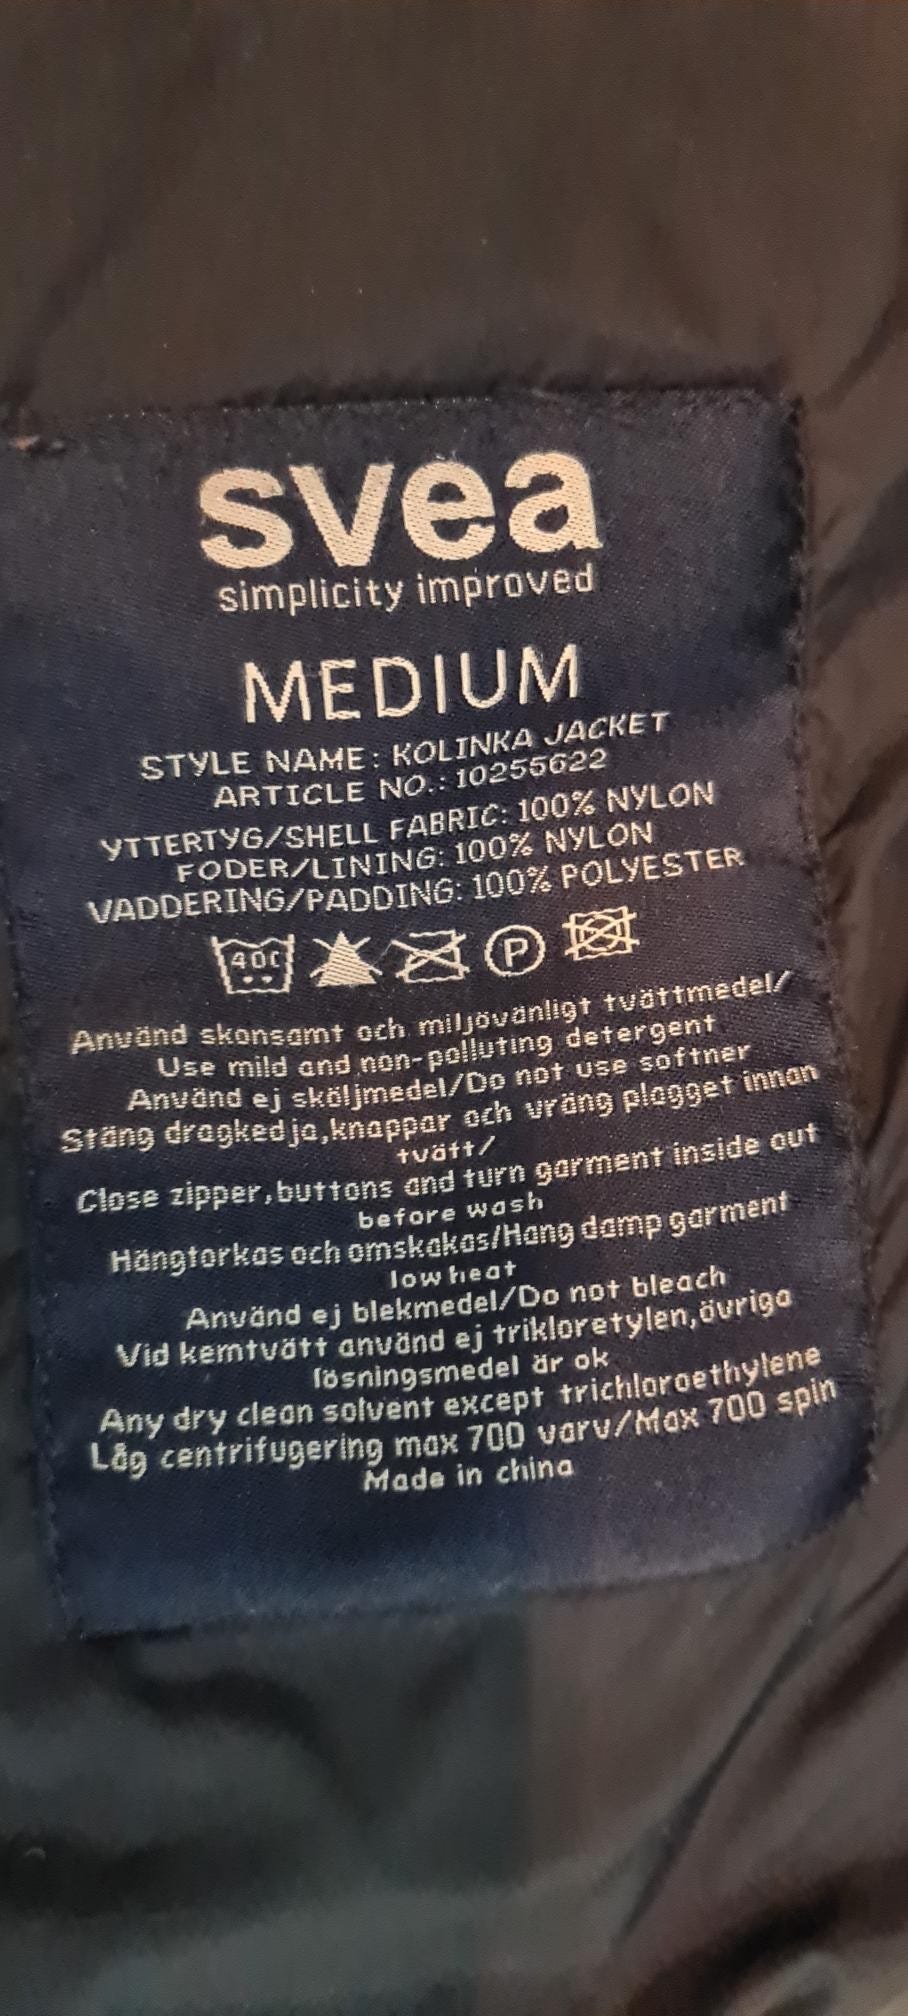 svea
simplicity improved
MEDIUM
STYLE NAME: KOLINKA JACKET
ARTICLE NO.: 10255622
YTTERTYG/SHELL FABRIC: 100% NYLON
FODER/LINING: 100% NYLON
VADDERING/PADDING: 100% POLYESTER
40C P
Använd skonsamt och miljövänligt tvättmedel/
Use mild and non-polluting detergent
Använd ej sköljmedel/Do not use softner
Stäng dragkedja,knappar och vräng plagget innan
tvätt/
Close zipper,buttons and turn garment inside out
before wash
Hängtorkas och omskakas/Hang damp garment
low heat
Använd ej blekmedel/Do not bleach
Vid kemtvätt använd ej trikloretylen,övriga
lösningsmedel är ok
Any dry clean solvent except trichloroethylene
Låg centrifugering max 700 varv/Max 700 spin
Made in china